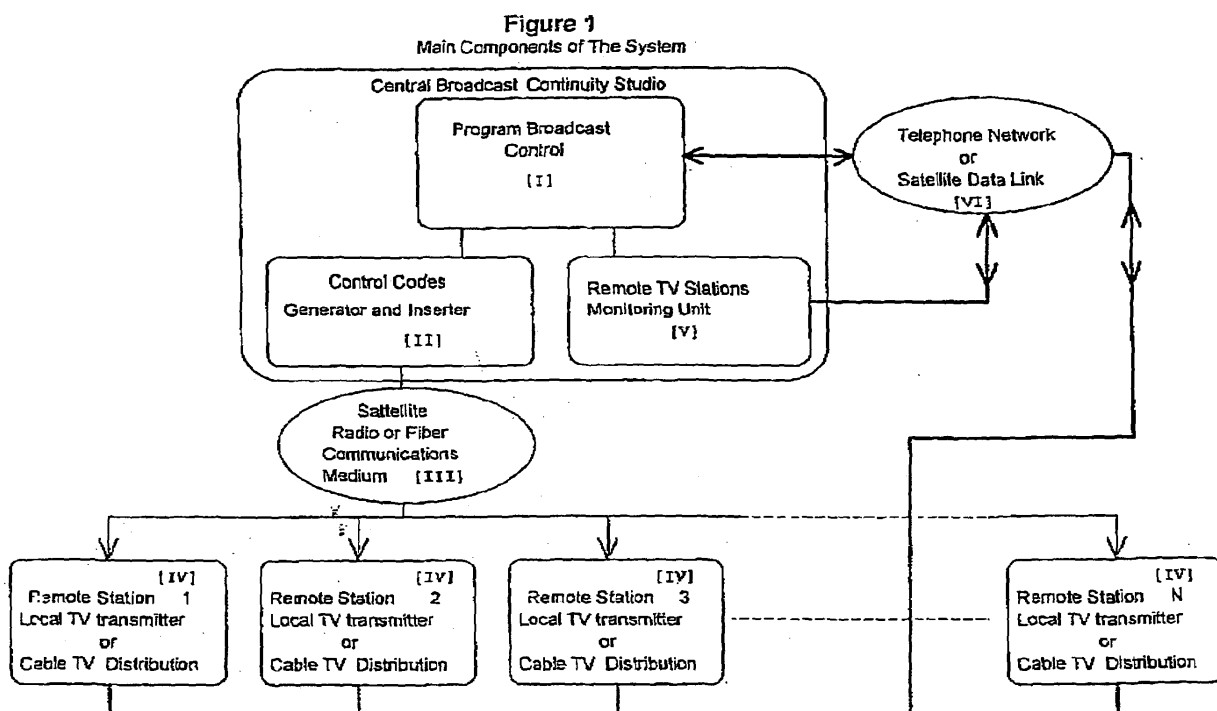 Figure 1
Main Components of The System
Central Broadcast Continuity Studio
Program Broadcast
Control
[I]
Telephone Network
or
Satellite Data Link
[VI]
Control Codes
Generator and Inserter
[II]
Remote TV Stations
Monitoring Unit
[V]
Sattellite
Radio or Fiber
Communications
Medium [III]
[IV]
Remote Station 1
Local TV transmitter
or
Cable TV Distribution
[IV]
Remote Station 2
Local TV transmitter
or
Cable TV Distribution
[IV]
Remote Station 3
Local TV transmitter
or
Cable TV Distribution
[IV]
Remote Station N
Local TV transmitter
or
Cable TV Distribution